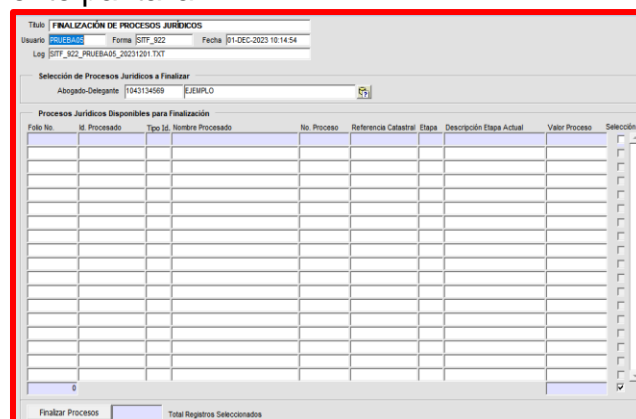 Título FINALIZACIÓN DE PROCESOS JURÍDICOS
Usuario PRUEBA05 Forma SITF_922 Fecha 01-DEC-2023 10:14:54
Log SITF_922_PRUEBA05_20231201.TXT
Selección de Procesos Jurídicos a Finalizar
Abogado-Delegante 1043134569 EJEMPLO
Procesos Jurídicos Disponibles para Finalización
Folio No. Id. Procesado Tipo Id. Nombre Procesado No. Proceso Referencia Catastral Etapa Descripción Etapa Actual Valor Proceso Selección
0
Finalizar Procesos Total Registros Seleccionados